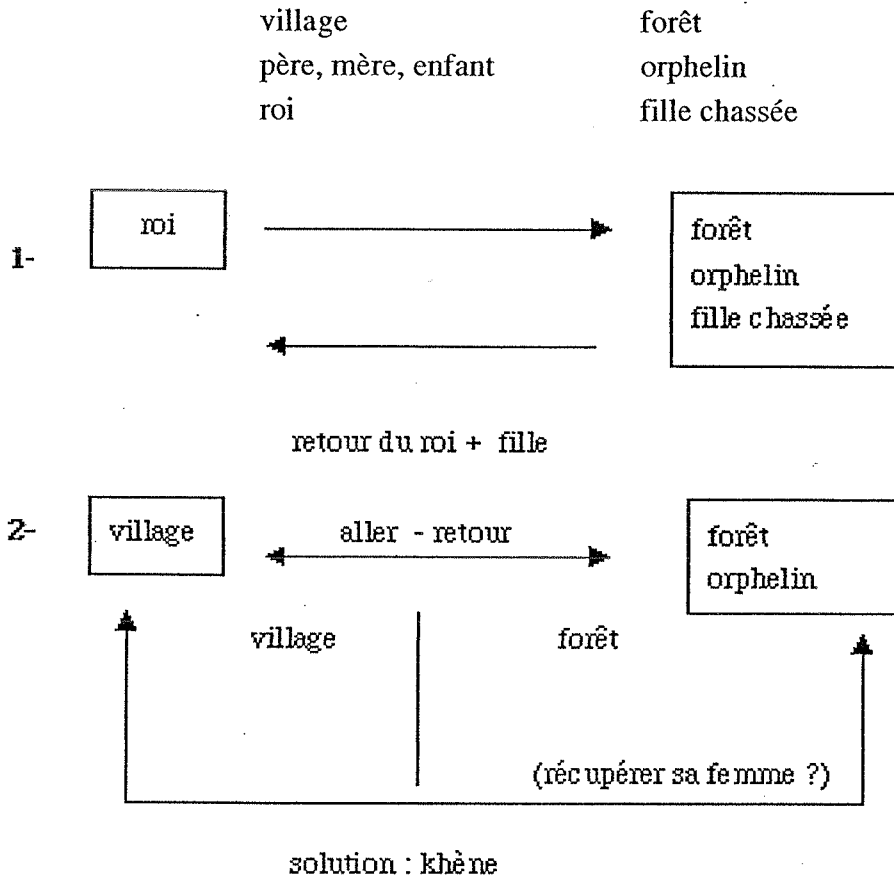 village forêt
père, mère, enfant orphelin
roi fille chassée
1- roi forêt
orphelin
fille chassée
retour du roi + fille
2- village aller - retour forêt
orphelin
village forêt
(récupérer sa femme ?)
solution : khène